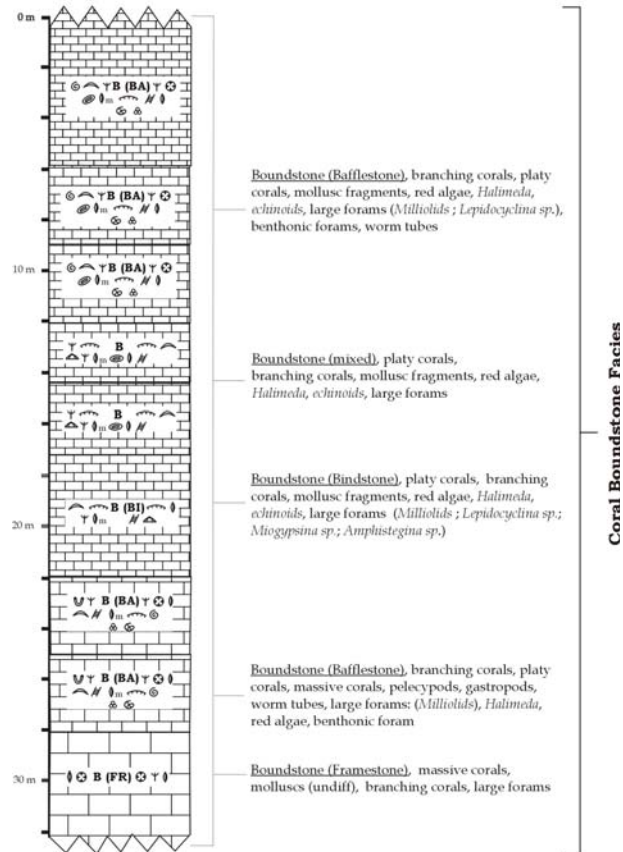 0 m
B (BA)
m
Boundstone (Bafflestone), branching corals, platy
corals, mollusc fragments, red algae, Halimeda,
echinoids, large forams (Milliolids ; Lepidocyclina sp.),
benthonic forams, worm tubes
B (BA)
m
10 m
B (BA)
m
Boundstone (mixed), platy corals,
branching corals, mollusc fragments, red algae,
Halimeda, echinoids, large forams
B
m
B
m
Boundstone (Bindstone), platy corals, branching
corals, mollusc fragments, red algae, Halimeda,
echinoids, large forams (Milliolids ; Lepidocyclina sp.;
Miogypsina sp.; Amphistegina sp.)
B (BI)
m
20 m
B (BA)
m
Boundstone (Bafflestone), branching corals, platy
corals, massive corals, pelecypods, gastropods,
worm tubes, large forams: (Milliolids), Halimeda,
red algae, benthonic foram
B (BA)
m
Boundstone (Framestone), massive corals,
molluscs (undiff), branching corals, large forams
B (FR)
30 m
Coral Boundstone Facies